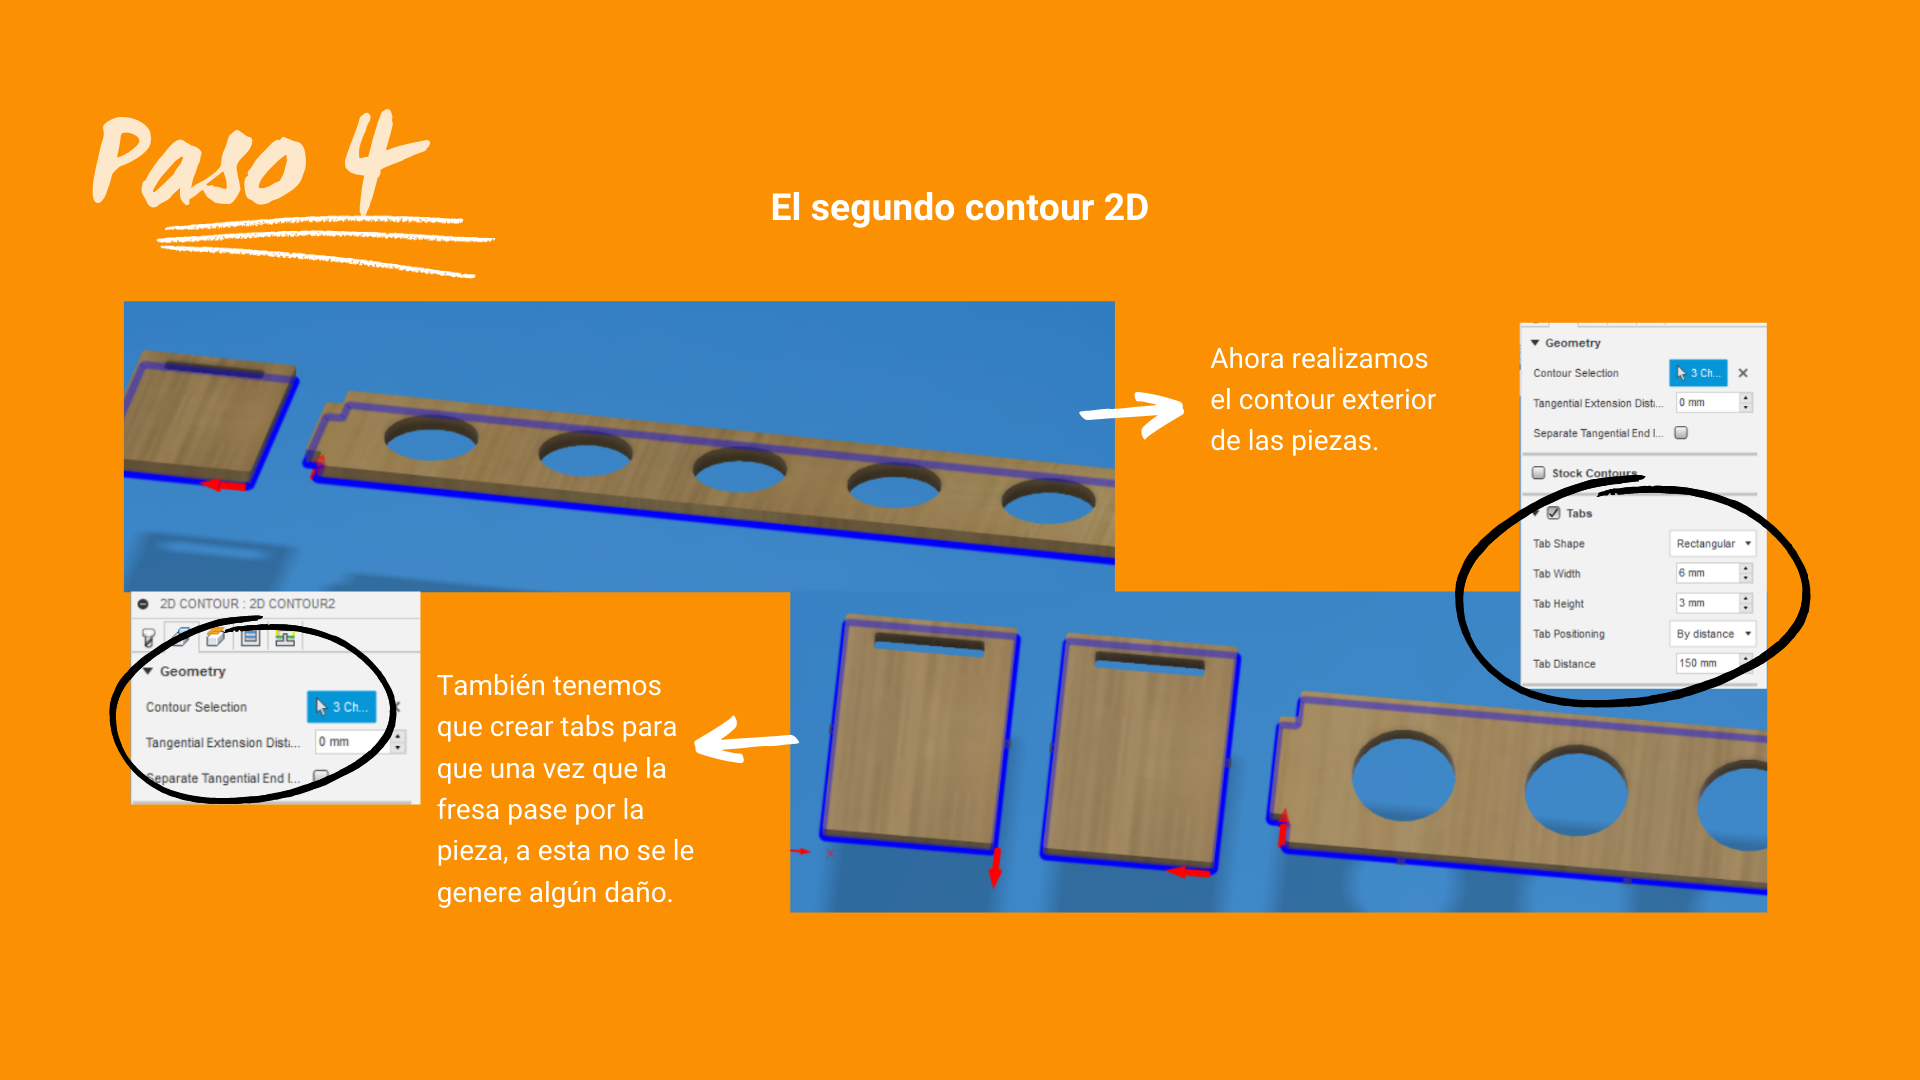 Paso 4
El segundo contour 2D
Ahora realizamos
el contour exterior
de las piezas.
Geometry
Contour Selection 3 Ch...
Tangential Extension Dist... 0 mm
Separate Tangential End I...
Stock Contours
Tabs
Tab Shape Rectangular
Tab Width 6 mm
Tab Height 3 mm
Tab Positioning By distance
Tab Distance 150 mm
2D CONTOUR : 2D CONTOUR2
Geometry
Contour Selection 3 Ch...
Tangential Extension Dist... 0 mm
Separate Tangential End I...
También tenemos
que crear tabs para
que una vez que la
fresa pase por la
pieza, a esta no se le
genere algún daño.